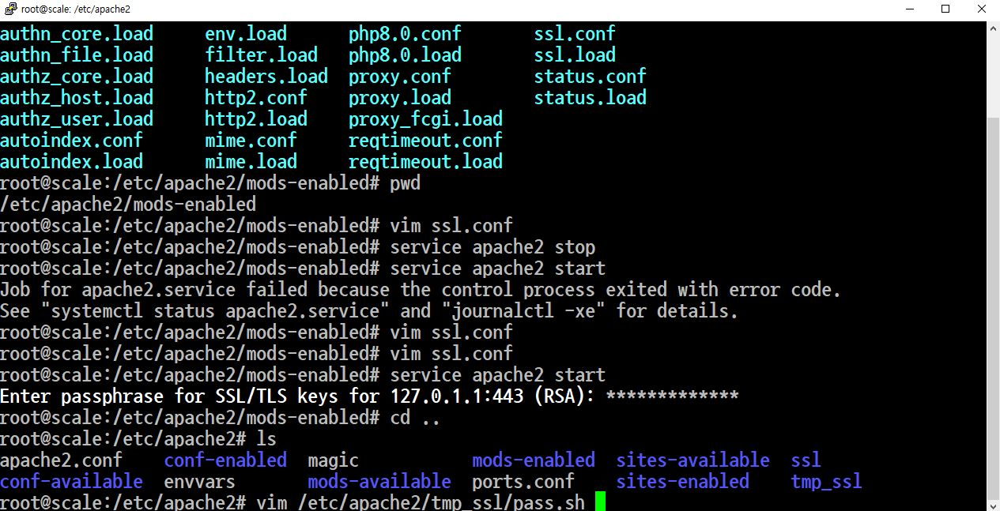 root@scale: /etc/apache2
authn_core.load env.load php8.0.conf ssl.conf
authn_file.load filter.load php8.0.load ssl.load
authz_core.load headers.load proxy.conf status.conf
authz_host.load http2.conf proxy.load status.load
authz_user.load http2.load proxy_fcgi.load
autoindex.conf mime.conf reqtimeout.conf
autoindex.load mime.load reqtimeout.load
root@scale:/etc/apache2/mods-enabled# pwd
/etc/apache2/mods-enabled
root@scale:/etc/apache2/mods-enabled# vim ssl.conf
root@scale:/etc/apache2/mods-enabled# service apache2 stop
root@scale:/etc/apache2/mods-enabled# service apache2 start
Job for apache2.service failed because the control process exited with error code.
See "systemctl status apache2.service" and "journalctl -xe" for details.
root@scale:/etc/apache2/mods-enabled# vim ssl.conf
root@scale:/etc/apache2/mods-enabled# vim ssl.conf
root@scale:/etc/apache2/mods-enabled# service apache2 start
Enter passphrase for SSL/TLS keys for 127.0.1.1:443 (RSA): *************
root@scale:/etc/apache2/mods-enabled# cd ..
root@scale:/etc/apache2# ls
apache2.conf conf-enabled magic mods-enabled sites-available ssl
conf-available envvars mods-available ports.conf sites-enabled tmp_ssl
root@scale:/etc/apache2# vim /etc/apache2/tmp_ssl/pass.sh